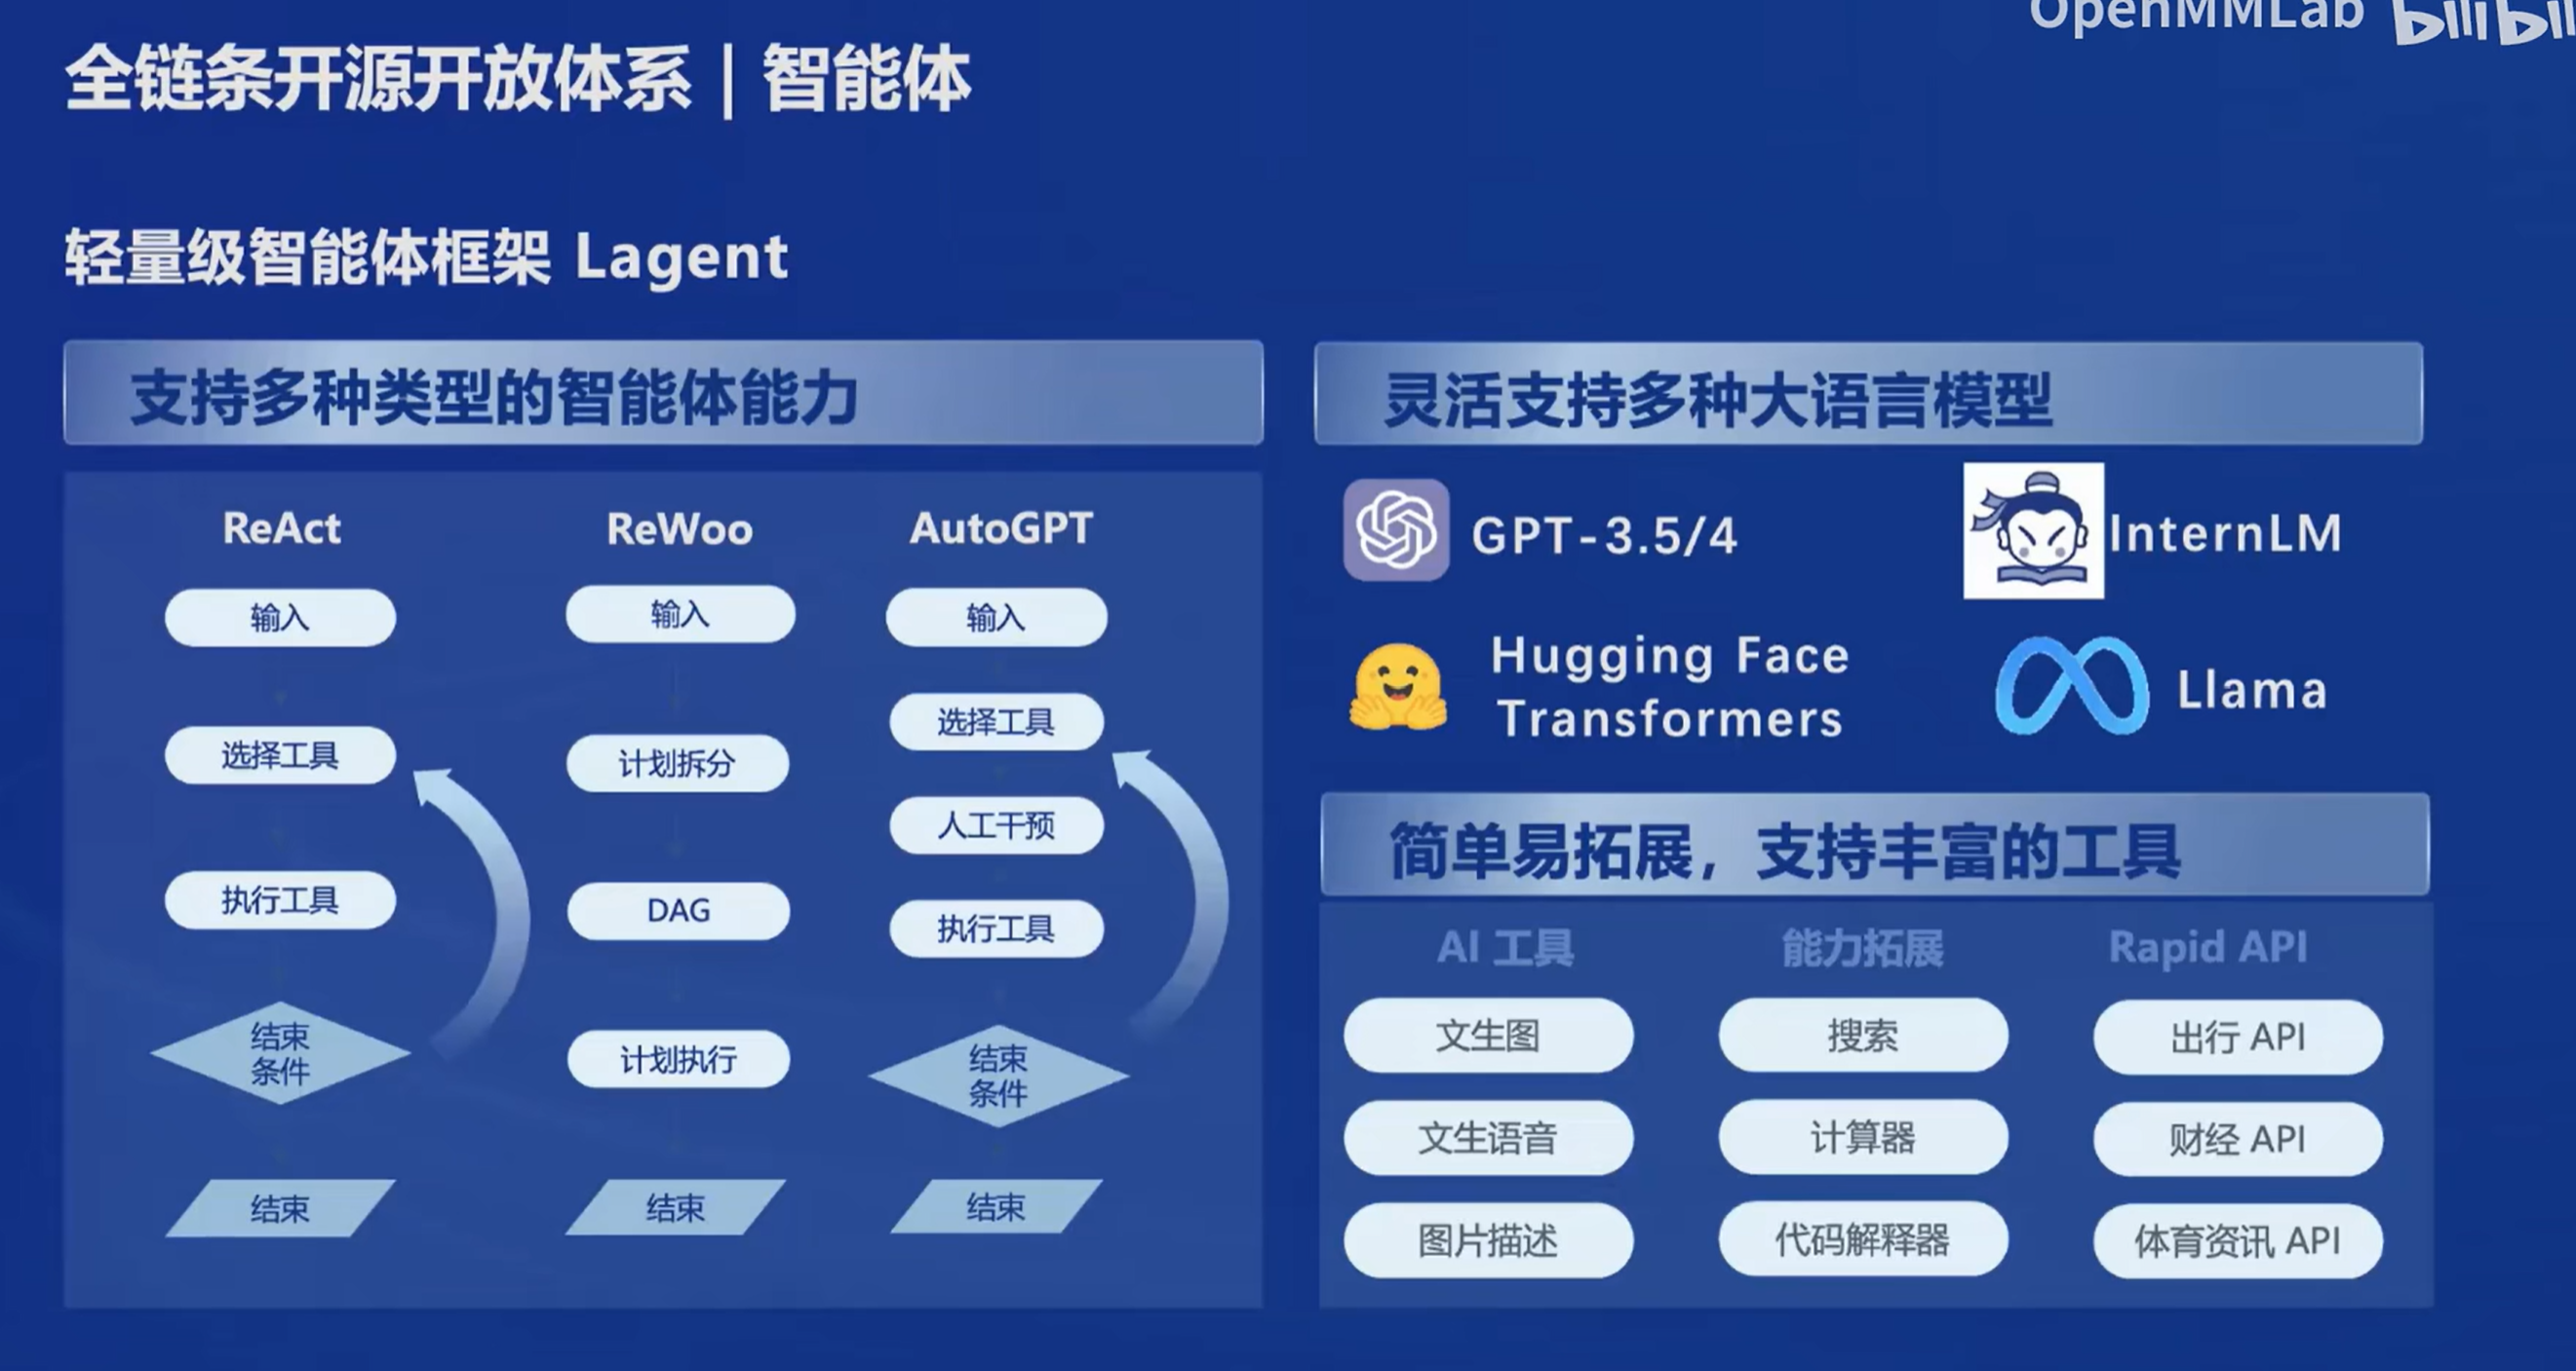 OpenMMLab bilibili
全链条开源开放体系 | 智能体
轻量级智能体框架 Lagent
支持多种类型的智能体能力
ReAct
输入
选择工具
执行工具
结束
条件
结束
ReWoo
输入
计划拆分
DAG
计划执行
结束
AutoGPT
输入
选择工具
人工干预
执行工具
结束
条件
结束
灵活支持多种大语言模型
GPT-3.5/4
InternLM
Hugging Face
Transformers
Llama
简单易拓展，支持丰富的工具
AI 工具
能力拓展
Rapid API
文生图
搜索
出行 API
文生语音
计算器
财经 API
图片描述
代码解释器
体育资讯 API